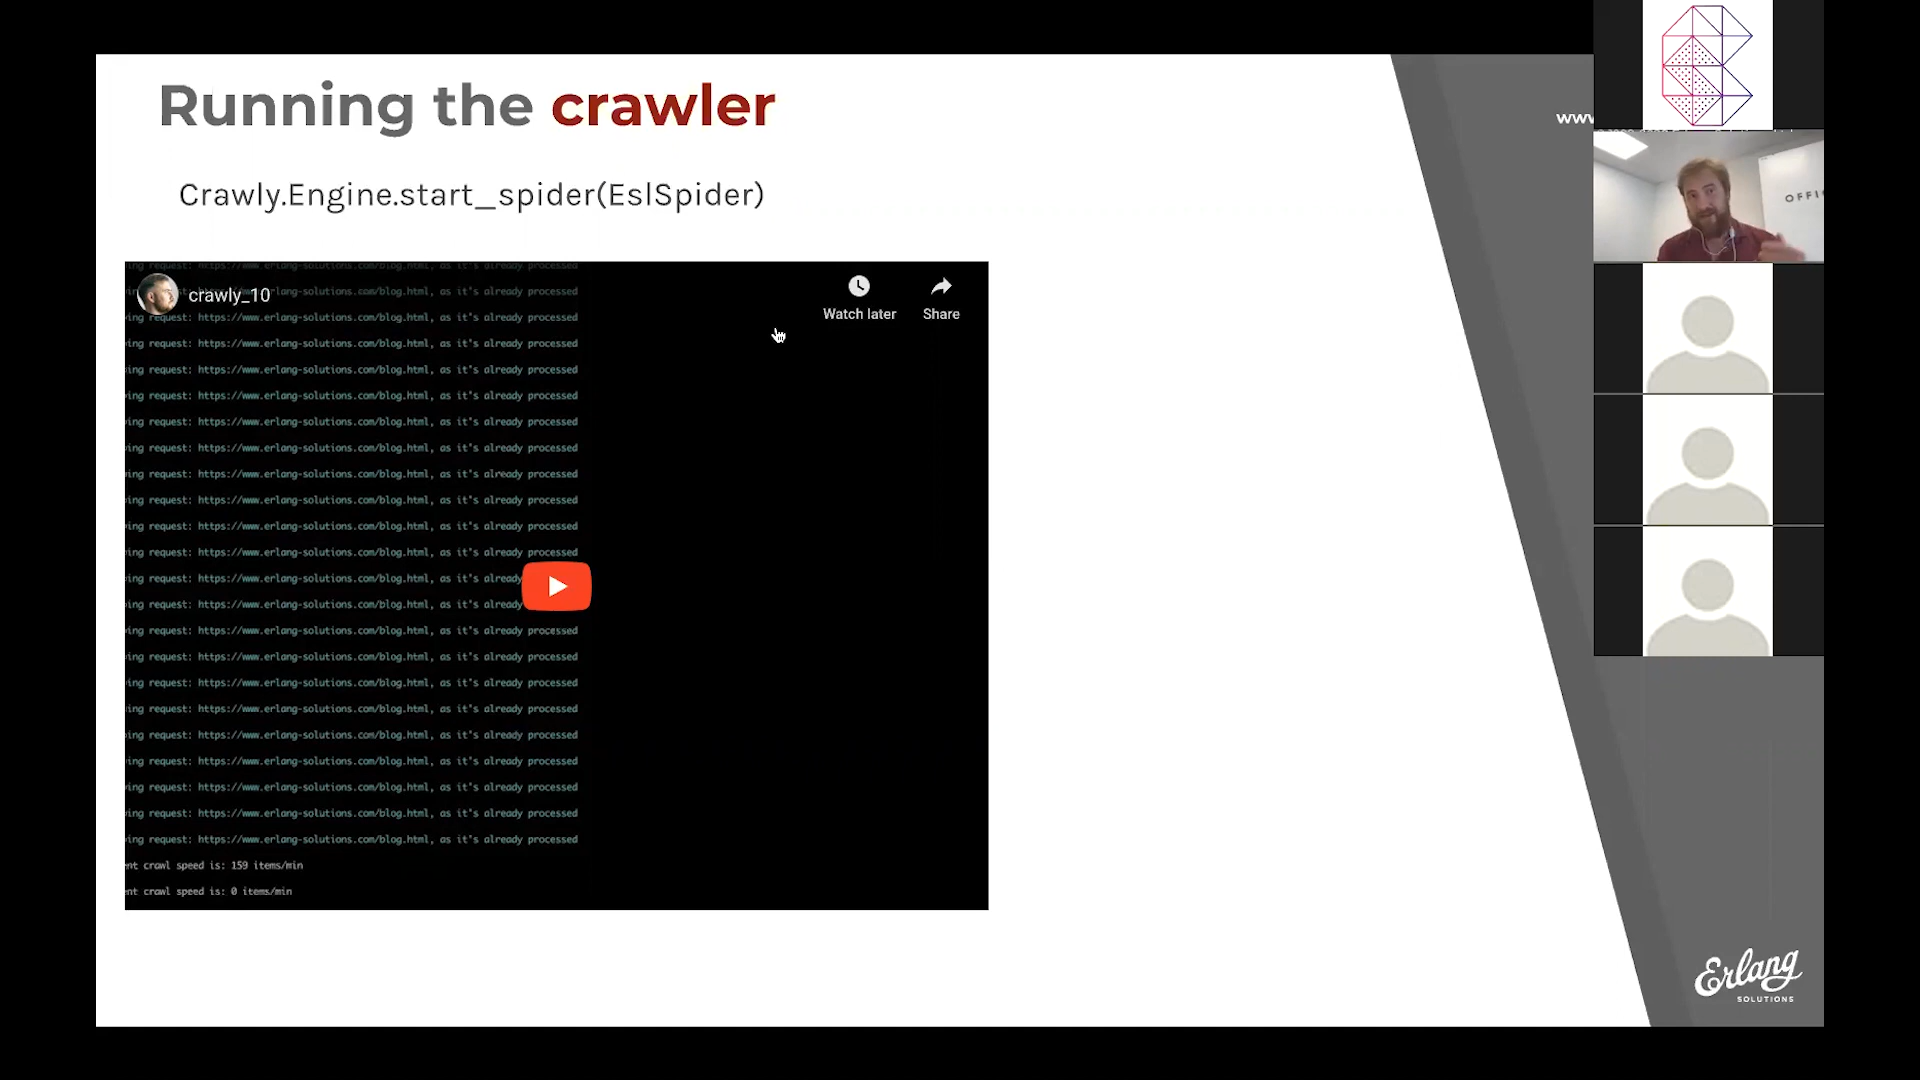 Running the crawler
www
Crawly.Engine.start_spider(EslSpider)
OFFI
crawly_10
Watch later
Share
ing request: https://www.erlang-solutions.com/blog.html, as it's already processed
ing request: https://www.erlang-solutions.com/blog.html, as it's already processed
ing request: https://www.erlang-solutions.com/blog.html, as it's already processed
ing request: https://www.erlang-solutions.com/blog.html, as it's already processed
ing request: https://www.erlang-solutions.com/blog.html, as it's already processed
ing request: https://www.erlang-solutions.com/blog.html, as it's already processed
ing request: https://www.erlang-solutions.com/blog.html, as it's already processed
ing request: https://www.erlang-solutions.com/blog.html, as it's already processed
ing request: https://www.erlang-solutions.com/blog.html, as it's already processed
ing request: https://www.erlang-solutions.com/blog.html, as it's already processed
ing request: https://www.erlang-solutions.com/blog.html, as it's already processed
ing request: https://www.erlang-solutions.com/blog.html, as it's already
ing request: https://www.erlang-solutions.com/blog.html, as it's already
ing request: https://www.erlang-solutions.com/blog.html, as it's already processed
ing request: https://www.erlang-solutions.com/blog.html, as it's already processed
ing request: https://www.erlang-solutions.com/blog.html, as it's already processed
ing request: https://www.erlang-solutions.com/blog.html, as it's already processed
ing request: https://www.erlang-solutions.com/blog.html, as it's already processed
ing request: https://www.erlang-solutions.com/blog.html, as it's already processed
ing request: https://www.erlang-solutions.com/blog.html, as it's already processed
ing request: https://www.erlang-solutions.com/blog.html, as it's already processed
ing request: https://www.erlang-solutions.com/blog.html, as it's already processed
nt crawl speed is: 159 items/min
nt crawl speed is: 0 items/min
Erlang
SOLUTIONS